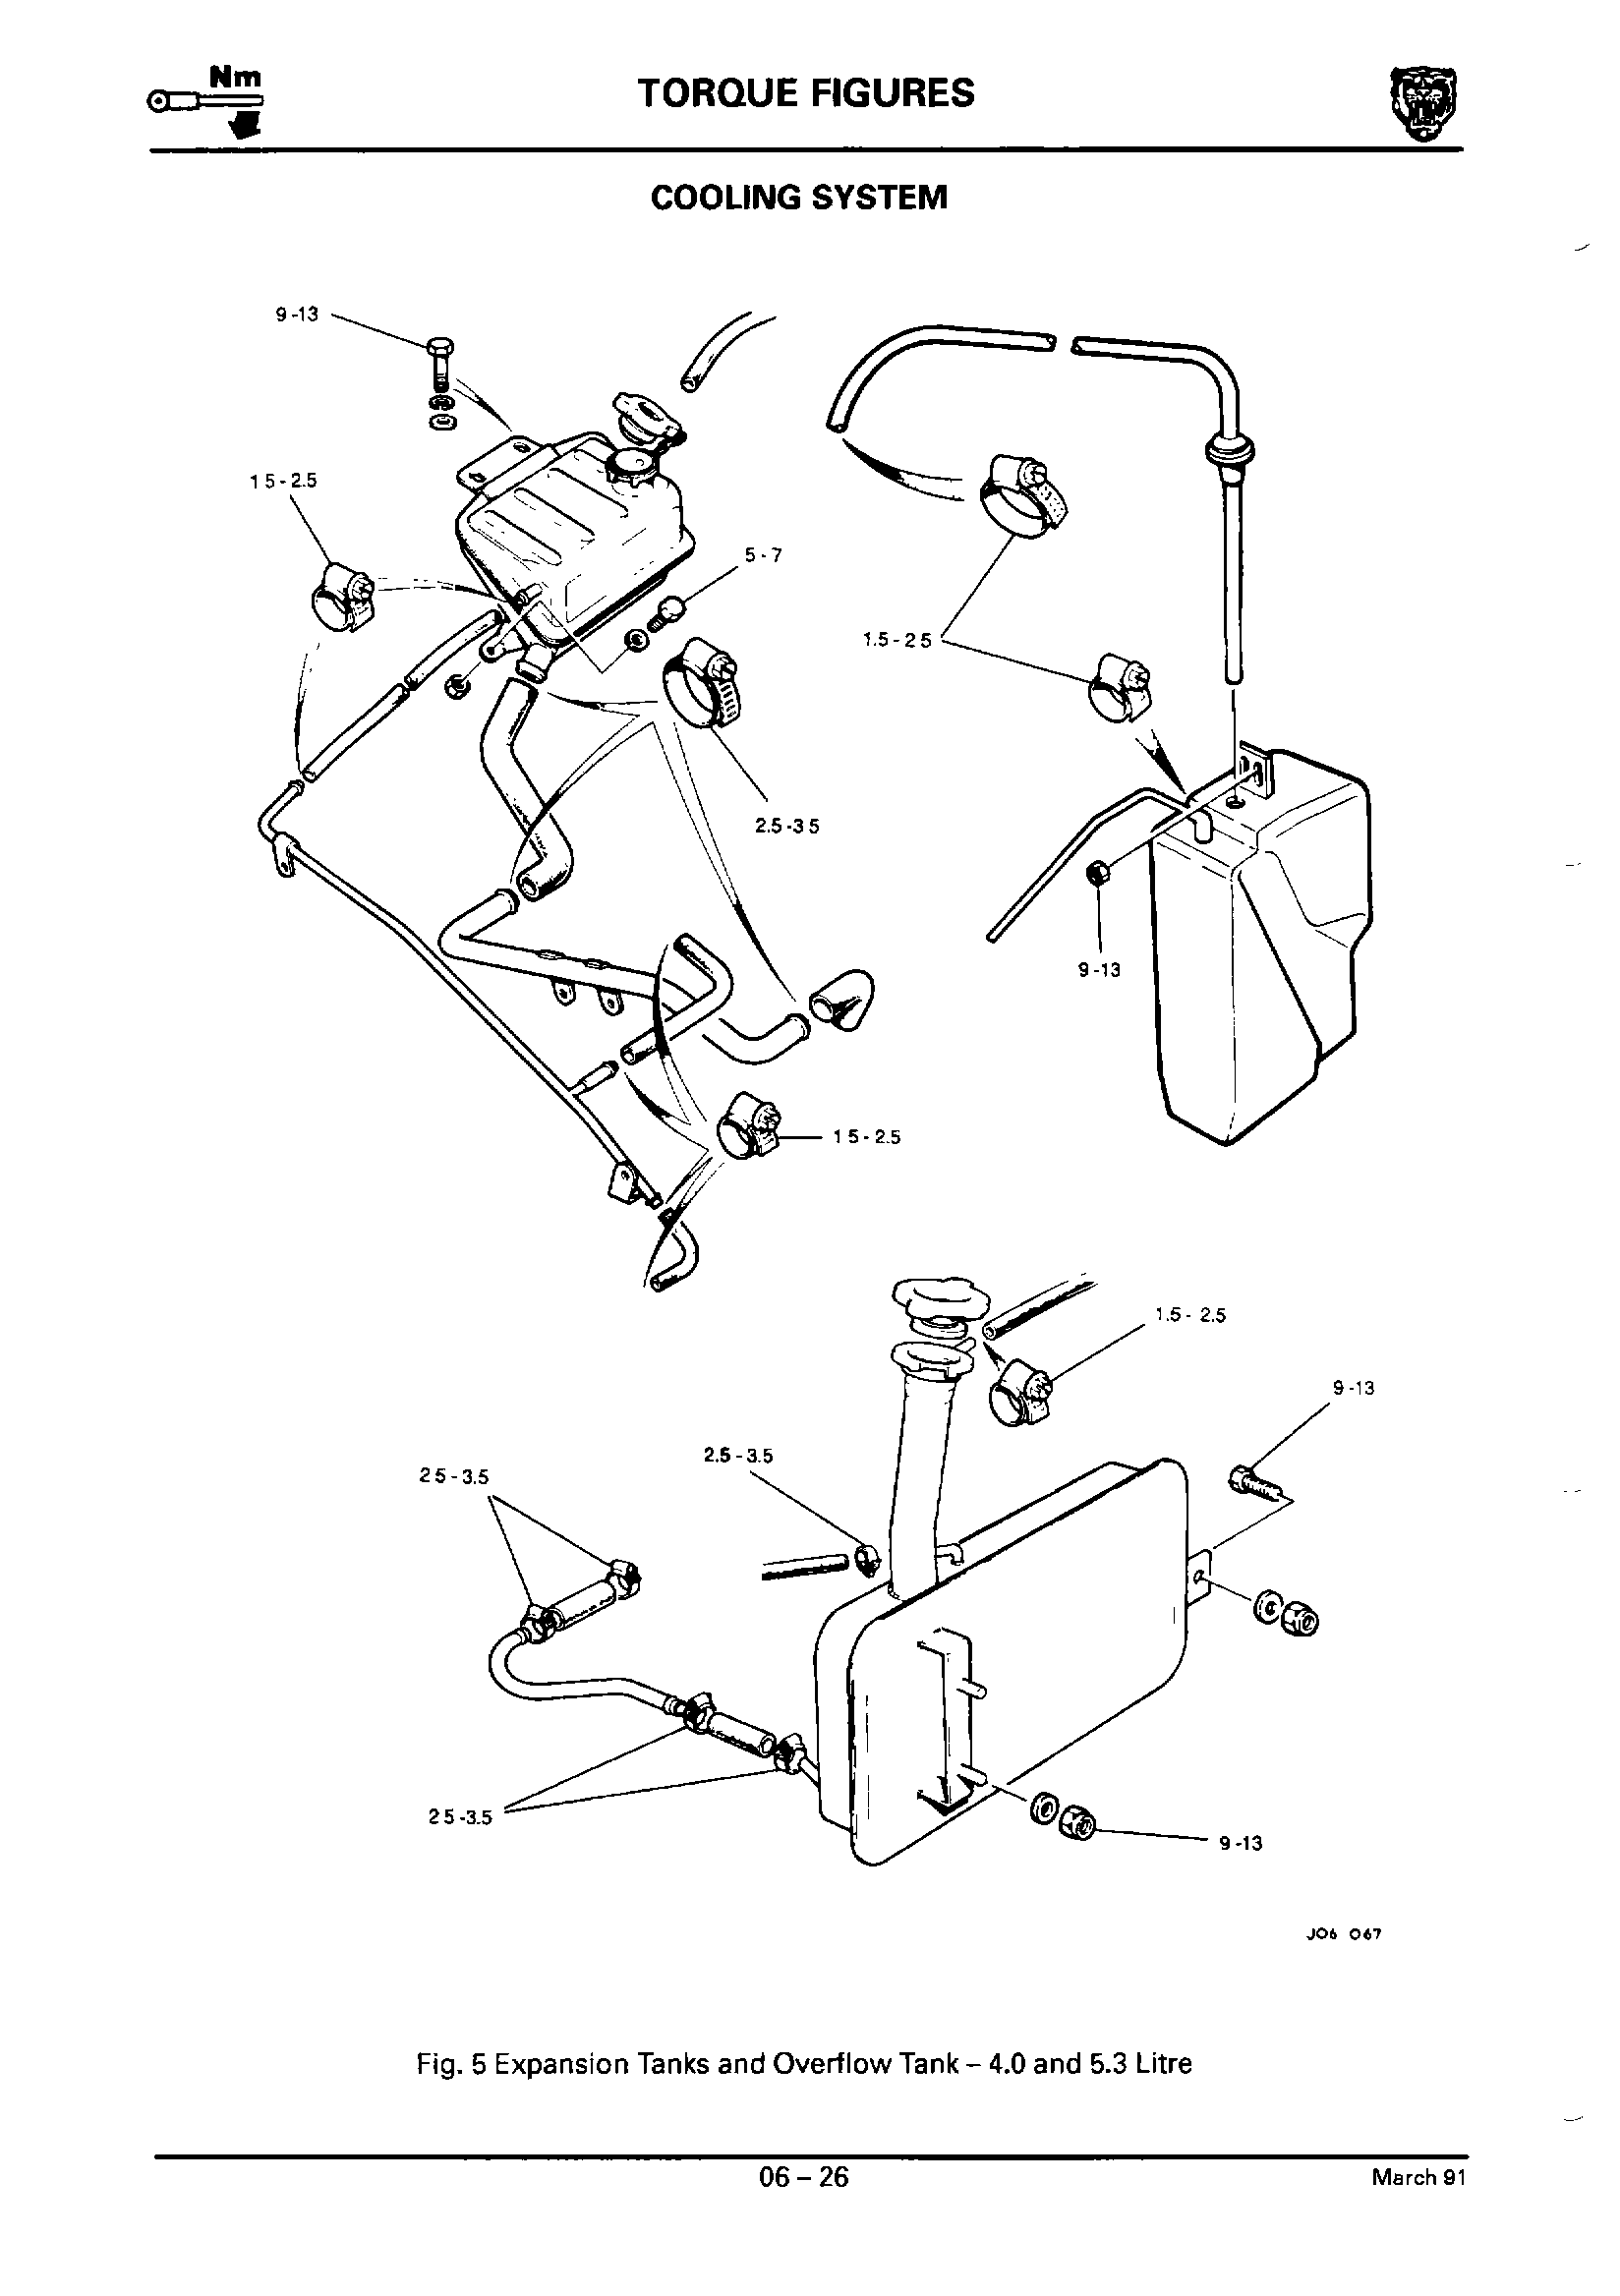 Nm
TORQUE FIGURES
COOLING SYSTEM
9-13
1 5-2.5
5-7
1.5-2 5
2.5-3 5
9-13
1 5-2.5
1.5- 2.5
9-13
2.5-3.5
2 5-3.5
2 5-3.5
9-13
J06 067
Fig. 5 Expansion Tanks and Overflow Tank – 4.0 and 5.3 Litre
06 – 26
March 91